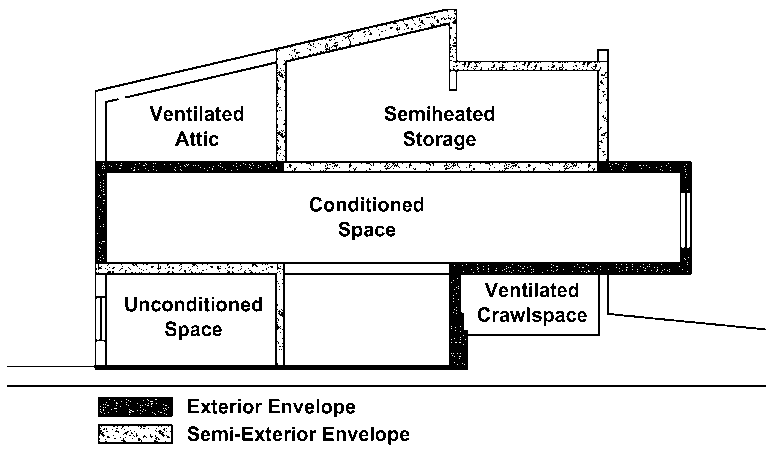 Ventilated
Attic
Semiheated
Storage
Conditioned
Space
Unconditioned
Space
Ventilated
Crawlspace
Exterior Envelope
Semi-Exterior Envelope